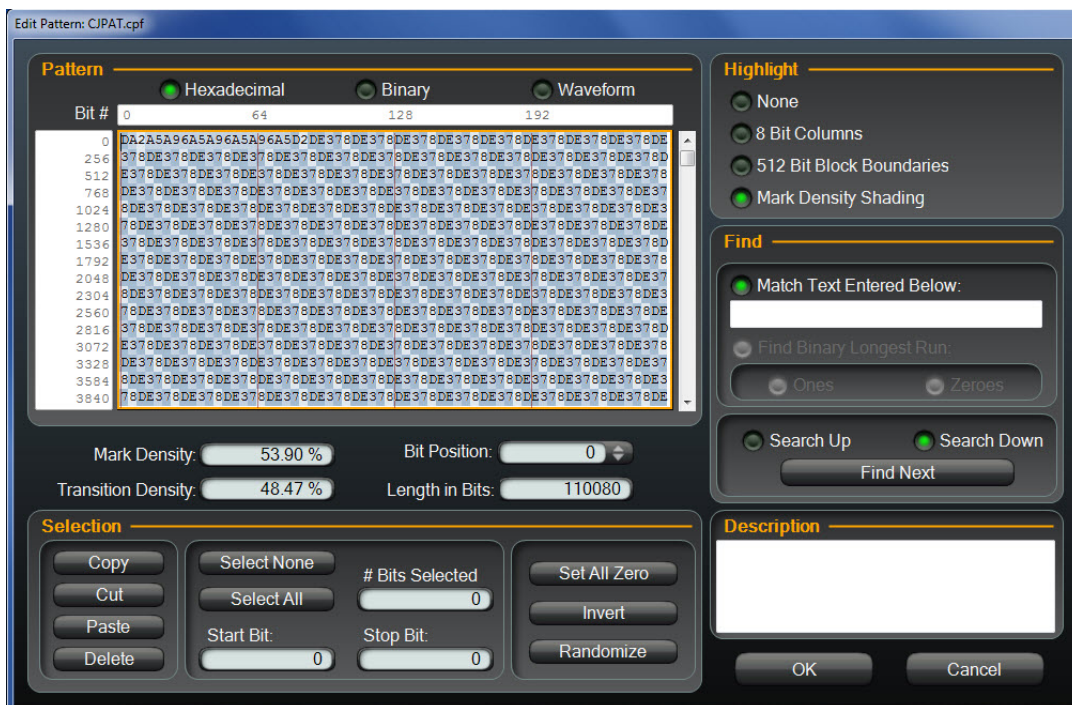 Edit Pattern: CJPAT.cpf
Pattern
Hexadecimal Binary Waveform
Bit # 0 64 128 192
0 DA2A5A96A5A96A5A96A5D2DE378DE378DE378DE378DE378DE378DE378DE378DE
256 378DE378DE378DE378DE378DE378DE378DE378DE378DE378DE378DE378DE378D
512 E378DE378DE378DE378DE378DE378DE378DE378DE378DE378DE378DE378DE378
768 DE378DE378DE378DE378DE378DE378DE378DE378DE378DE378DE378DE378DE37
1024 8DE378DE378DE378DE378DE378DE378DE378DE378DE378DE378DE378DE378DE3
1280 78DE378DE378DE378DE378DE378DE378DE378DE378DE378DE378DE378DE378DE
1536 378DE378DE378DE378DE378DE378DE378DE378DE378DE378DE378DE378DE378D
1792 E378DE378DE378DE378DE378DE378DE378DE378DE378DE378DE378DE378DE378
2048 DE378DE378DE378DE378DE378DE378DE378DE378DE378DE378DE378DE378DE37
2304 8DE378DE378DE378DE378DE378DE378DE378DE378DE378DE378DE378DE378DE3
2560 78DE378DE378DE378DE378DE378DE378DE378DE378DE378DE378DE378DE378DE
2816 378DE378DE378DE378DE378DE378DE378DE378DE378DE378DE378DE378DE378D
3072 E378DE378DE378DE378DE378DE378DE378DE378DE378DE378DE378DE378DE378
3328 DE378DE378DE378DE378DE378DE378DE378DE378DE378DE378DE378DE378DE37
3584 8DE378DE378DE378DE378DE378DE378DE378DE378DE378DE378DE378DE378DE3
3840 78DE378DE378DE378DE378DE378DE378DE378DE378DE378DE378DE378DE378DE
Mark Density: 53.90 % Bit Position: 0
Transition Density: 48.47 % Length in Bits: 110080
Selection
Copy
Cut
Paste
Delete
Select None
Select All
# Bits Selected
0
Start Bit: Stop Bit:
0 0
Set All Zero
Invert
Randomize
Highlight
None
8 Bit Columns
512 Bit Block Boundaries
Mark Density Shading
Find
Match Text Entered Below:
Find Binary Longest Run:
Ones Zeroes
Search Up Search Down
Find Next
Description
OK Cancel